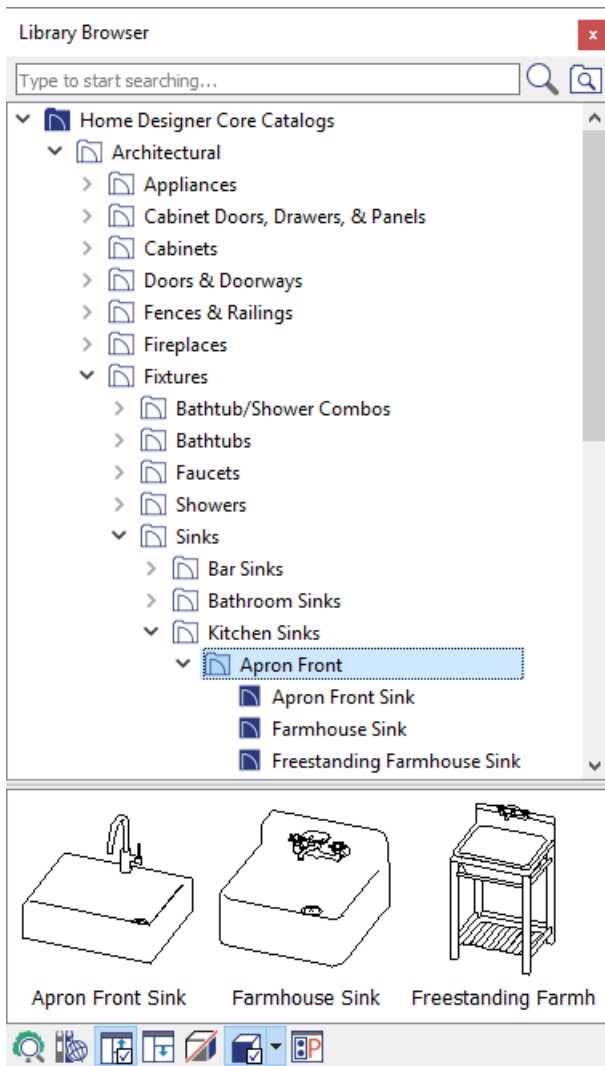 Library Browser
x
Type to start searching...
Home Designer Core Catalogs
Architectural
Appliances
Cabinet Doors, Drawers, & Panels
Cabinets
Doors & Doorways
Fences & Railings
Fireplaces
Fixtures
Bathtub/Shower Combos
Bathtubs
Faucets
Showers
Sinks
Bar Sinks
Bathroom Sinks
Kitchen Sinks
Apron Front
Apron Front Sink
Farmhouse Sink
Freestanding Farmhouse Sink
Apron Front Sink Farmhouse Sink Freestanding Farmh
P